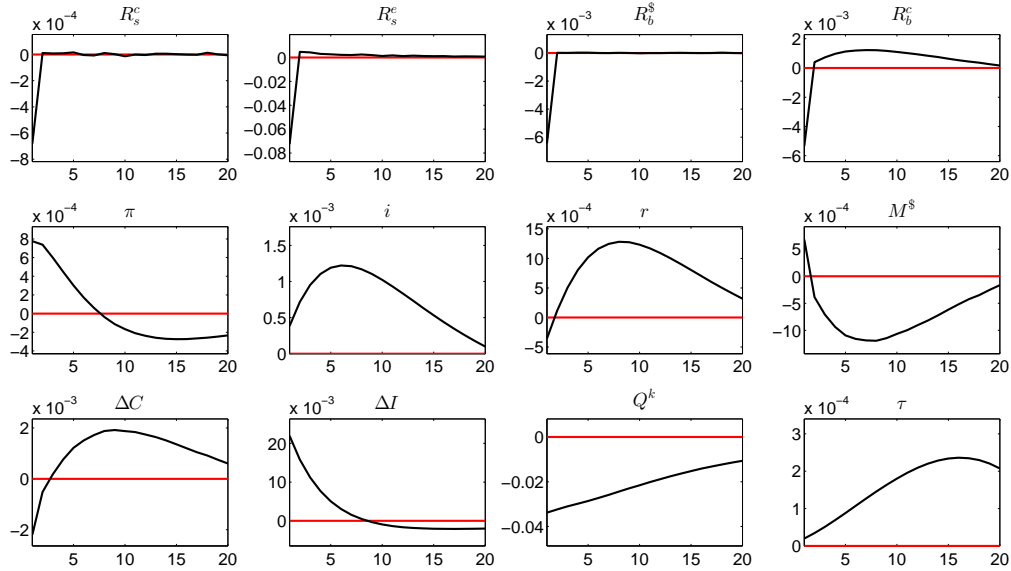 R_s^c R_s^e R_b^$ R_b^c
x 10^-4 x 10^-3 x 10^-3
0 0 0 2
-2 -0.02 -2 0
-4 -0.04 -4 -2
-6 -0.06 -6 -4
-8 -0.08 -6
5 10 15 20 5 10 15 20 5 10 15 20 5 10 15 20
π i r M^$
x 10^-4 x 10^-3 x 10^-4 x 10^-4
8 1.5 15 5
6 1 10 0
4 0.5 5 -5
2 0 0 -10
0 -5
-2
-4
5 10 15 20 5 10 15 20 5 10 15 20 5 10 15 20
ΔC ΔI Q^k τ
x 10^-3 x 10^-3 x 10^-4
2 20 0 3
0 10 -0.02 2
-2 0 -0.04 1
0
5 10 15 20 5 10 15 20 5 10 15 20 5 10 15 20